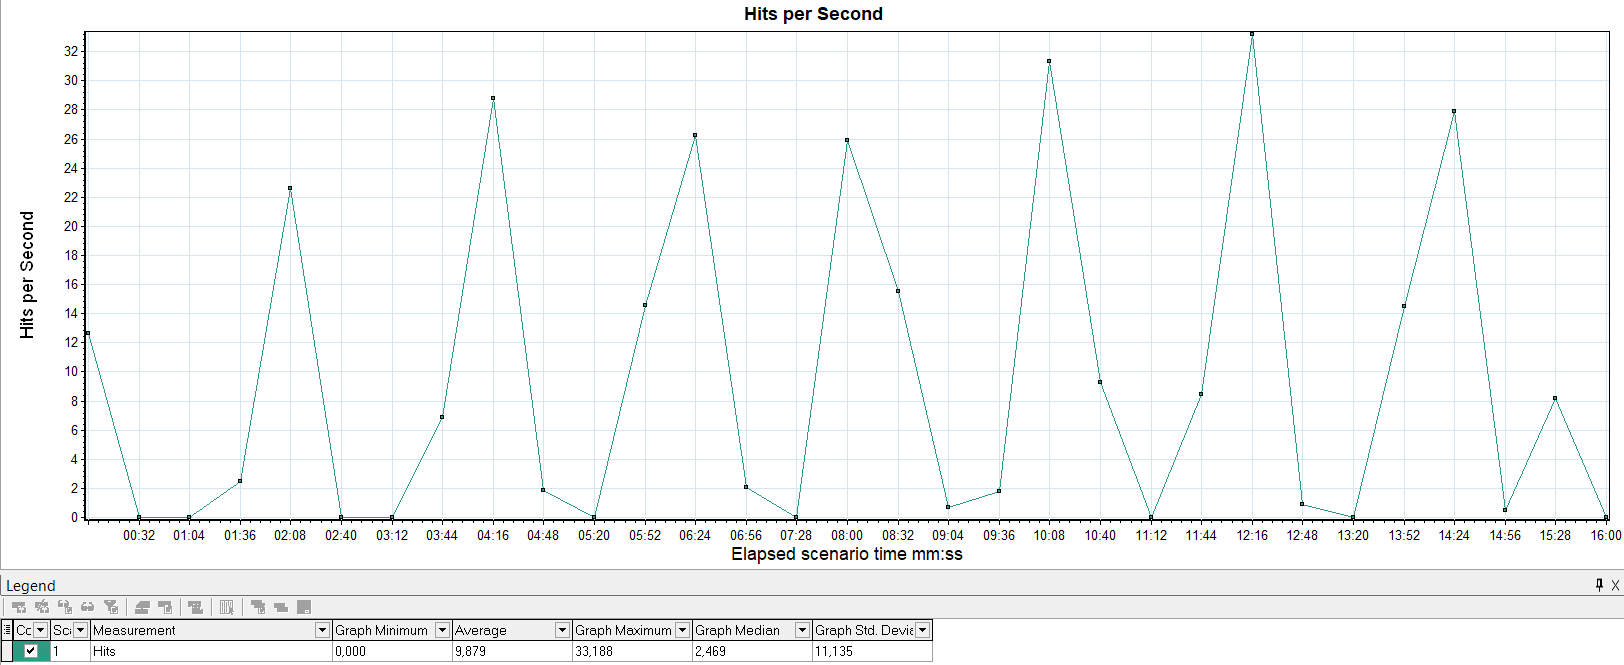 Hits per Second
Hits per Second
32
30
28
26
24
22
20
18
16
14
12
10
8
6
4
2
0
00:32 01:04 01:36 02:08 02:40 03:12 03:44 04:16 04:48 05:20 05:52 06:24 06:56 07:28 08:00 08:32 09:04 09:36 10:08 10:40 11:12 11:44 12:16 12:48 13:20 13:52 14:24 14:56 15:28 16:00
Elapsed scenario time mm:ss
Legend
Cc Sc Measurement Graph Minimum Average Graph Maximum Graph Median Graph Std. Devia
1 Hits 0,000 9,879 33,188 2,469 11,135